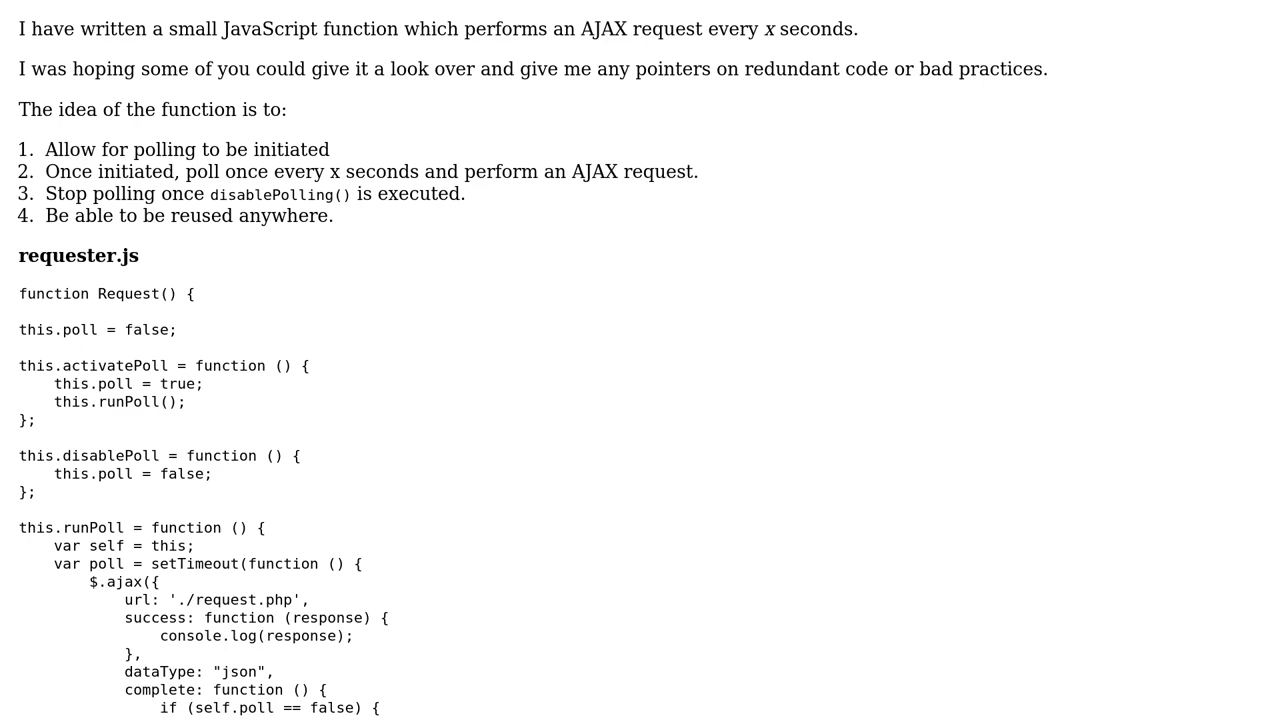 I have written a small JavaScript function which performs an AJAX request every x seconds.
I was hoping some of you could give it a look over and give me any pointers on redundant code or bad practices.
The idea of the function is to:
1. Allow for polling to be initiated
2. Once initiated, poll once every x seconds and perform an AJAX request.
3. Stop polling once disablePolling() is executed.
4. Be able to be reused anywhere.
requester.js
function Request() {
this.poll = false;
this.activatePoll = function () {
    this.poll = true;
    this.runPoll();
};
this.disablePoll = function () {
    this.poll = false;
};
this.runPoll = function () {
    var self = this;
    var poll = setTimeout(function () {
        $.ajax({
            url: './request.php',
            success: function (response) {
                console.log(response);
            },
            dataType: "json",
            complete: function () {
                if (self.poll == false) {